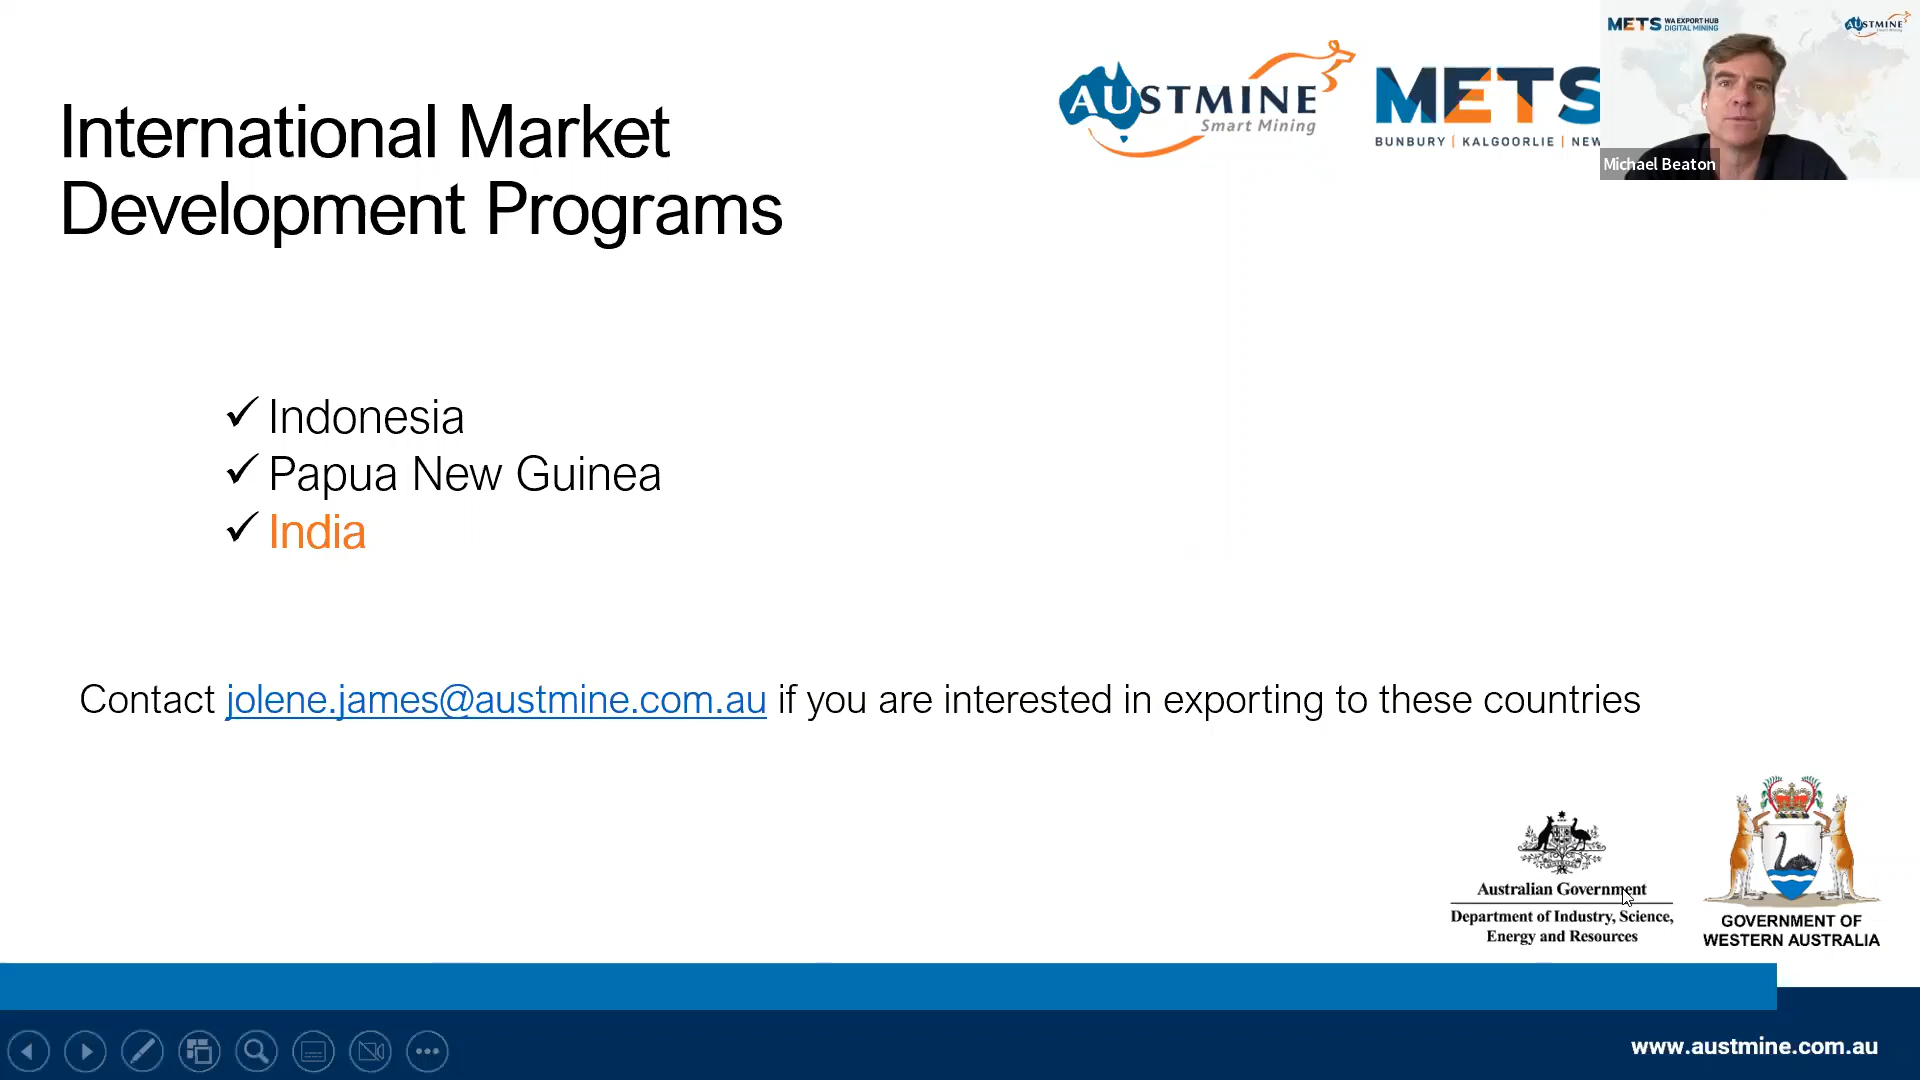 International Market
Development Programs
AUSTMINE
Smart Mining
METS
BUNBURY | KALGOORLIE | NEW
METS WA EXPORT HUB
DIGITAL MINING
AUSTMINE
Smart Mining
Michael Beaton
✓ Indonesia
✓ Papua New Guinea
✓ India
Contact jolene.james@austmine.com.au if you are interested in exporting to these countries
Australian Government
Department of Industry, Science,
Energy and Resources
GOVERNMENT OF
WESTERN AUSTRALIA
www.austmine.com.au